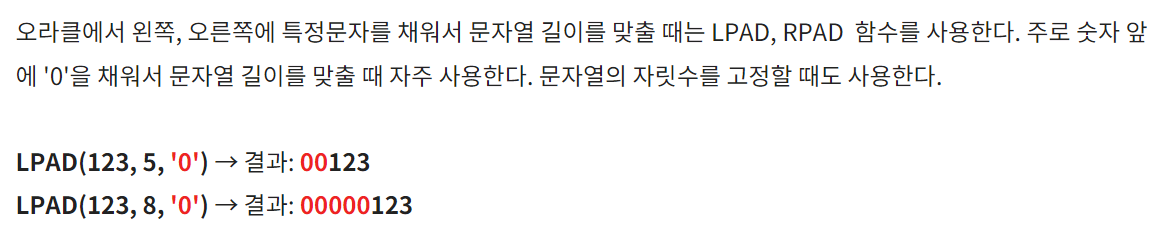 오라클에서 왼쪽, 오른쪽에 특정문자를 채워서 문자열 길이를 맞출 때는 LPAD, RPAD 함수를 사용한다. 주로 숫자 앞
에 '0'을 채워서 문자열 길이를 맞출 때 자주 사용한다. 문자열의 자릿수를 고정할 때도 사용한다.
LPAD(123, 5, '0') → 결과: 00123
LPAD(123, 8, '0') → 결과: 00000123